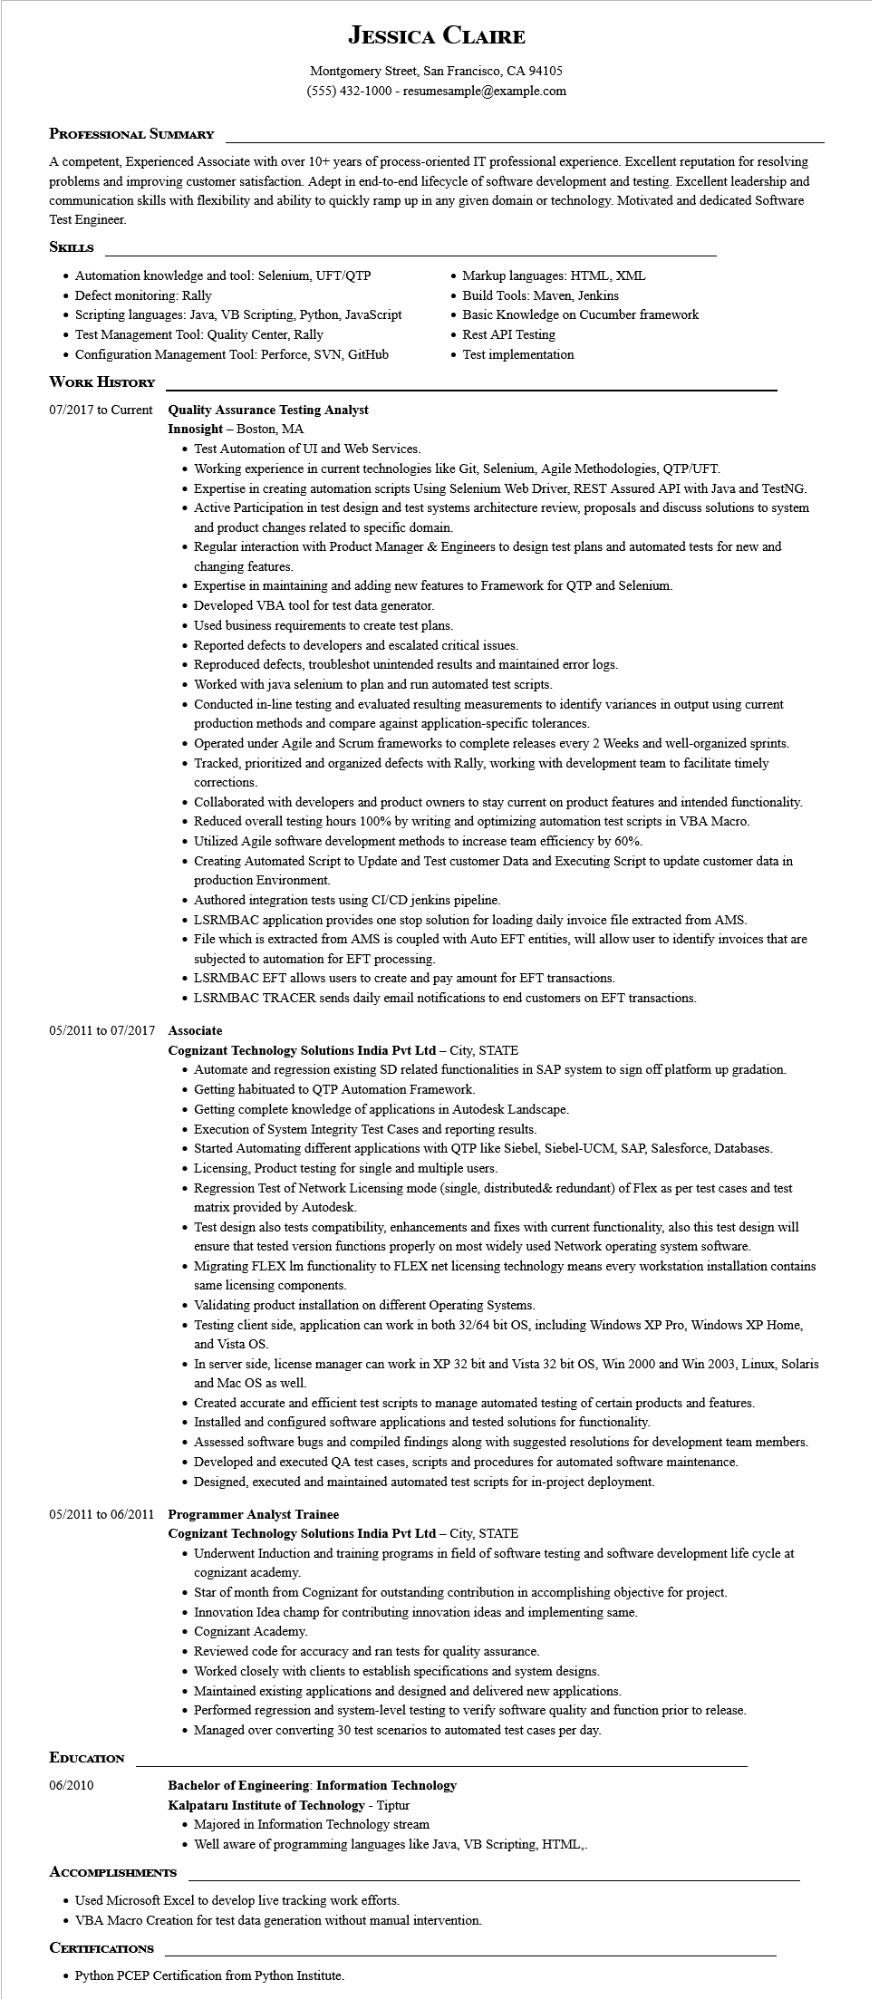 Jessica Claire
Montgomery Street, San Francisco, CA 94105
(555) 432-1000 - resumesample@example.com
Professional Summary
A competent, Experienced Associate with over 10+ years of process-oriented IT professional experience. Excellent reputation for resolving
problems and improving customer satisfaction. Adept in end-to-end lifecycle of software development and testing. Excellent leadership and
communication skills with flexibility and ability to quickly ramp up in any given domain or technology. Motivated and dedicated Software
Test Engineer.
Skills
• Automation knowledge and tool: Selenium, UFT/QTP
• Defect monitoring: Rally
• Scripting languages: Java, VB Scripting, Python, JavaScript
• Test Management Tool: Quality Center, Rally
• Configuration Management Tool: Perforce, SVN, GitHub
• Markup languages: HTML, XML
• Build Tools: Maven, Jenkins
• Basic Knowledge on Cucumber framework
• Rest API Testing
• Test implementation
Work History
07/2017 to Current Quality Assurance Testing Analyst
Innosight – Boston, MA
• Test Automation of UI and Web Services.
• Working experience in current technologies like Git, Selenium, Agile Methodologies, QTP/UFT.
• Expertise in creating automation scripts Using Selenium Web Driver, REST Assured API with Java and TestNG.
• Active Participation in test design and test systems architecture review, proposals and discuss solutions to system
and product changes related to specific domain.
• Regular interaction with Product Manager & Engineers to design test plans and automated tests for new and
changing features.
• Expertise in maintaining and adding new features to Framework for QTP and Selenium.
• Developed VBA tool for test data generator.
• Used business requirements to create test plans.
• Reported defects to developers and escalated critical issues.
• Reproduced defects, troubleshot unintended results and maintained error logs.
• Worked with java selenium to plan and run automated test scripts.
• Conducted in-line testing and evaluated resulting measurements to identify variances in output using current
production methods and compare against application-specific tolerances.
• Operated under Agile and Scrum frameworks to complete releases every 2 Weeks and well-organized sprints.
• Tracked, prioritized and organized defects with Rally, working with development team to facilitate timely
corrections.
• Collaborated with developers and product owners to stay current on product features and intended functionality.
• Reduced overall testing hours 100% by writing and optimizing automation test scripts in VBA Macro.
• Utilized Agile software development methods to increase team efficiency by 60%.
• Creating Automated Script to Update and Test customer Data and Executing Script to update customer data in
production Environment.
• Authored integration tests using CI/CD jenkins pipeline.
• LSRMBAC application provides one stop solution for loading daily invoice file extracted from AMS.
• File which is extracted from AMS is coupled with Auto EFT entities, will allow user to identify invoices that are
subjected to automation for EFT processing.
• LSRMBAC EFT allows users to create and pay amount for EFT transactions.
• LSRMBAC TRACER sends daily email notifications to end customers on EFT transactions.
05/2011 to 07/2017 Associate
Cognizant Technology Solutions India Pvt Ltd – City, STATE
• Automate and regression existing SD related functionalities in SAP system to sign off platform up gradation.
• Getting habituated to QTP Automation Framework.
• Getting complete knowledge of applications in Autodesk Landscape.
• Execution of System Integrity Test Cases and reporting results.
• Started Automating different applications with QTP like Siebel, Siebel-UCM, SAP, Salesforce, Databases.
• Licensing, Product testing for single and multiple users.
• Regression Test of Network Licensing mode (single, distributed& redundant) of Flex as per test cases and test
matrix provided by Autodesk.
• Test design also tests compatibility, enhancements and fixes with current functionality, also this test design will
ensure that tested version functions properly on most widely used Network operating system software.
• Migrating FLEX lm functionality to FLEX net licensing technology means every workstation installation contains
same licensing components.
• Validating product installation on different Operating Systems.
• Testing client side, application can work in both 32/64 bit OS, including Windows XP Pro, Windows XP Home,
and Vista OS.
• In server side, license manager can work in XP 32 bit and Vista 32 bit OS, Win 2000 and Win 2003, Linux, Solaris
and Mac OS as well.
• Created accurate and efficient test scripts to manage automated testing of certain products and features.
• Installed and configured software applications and tested solutions for functionality.
• Assessed software bugs and compiled findings along with suggested resolutions for development team members.
• Developed and executed QA test cases, scripts and procedures for automated software maintenance.
• Designed, executed and maintained automated test scripts for in-project deployment.
05/2011 to 06/2011 Programmer Analyst Trainee
Cognizant Technology Solutions India Pvt Ltd – City, STATE
• Underwent Induction and training programs in field of software testing and software development life cycle at
cognizant academy.
• Star of month from Cognizant for outstanding contribution in accomplishing objective for project.
• Innovation Idea champ for contributing innovation ideas and implementing same.
• Cognizant Academy.
• Reviewed code for accuracy and ran tests for quality assurance.
• Worked closely with clients to establish specifications and system designs.
• Maintained existing applications and designed and delivered new applications.
• Performed regression and system-level testing to verify software quality and function prior to release.
• Managed over converting 30 test scenarios to automated test cases per day.
Education
06/2010 Bachelor of Engineering: Information Technology
Kalpataru Institute of Technology - Tiptur
• Majored in Information Technology stream
• Well aware of programming languages like Java, VB Scripting, HTML,.
Accomplishments
• Used Microsoft Excel to develop live tracking work efforts.
• VBA Macro Creation for test data generation without manual intervention.
Certifications
• Python PCEP Certification from Python Institute.